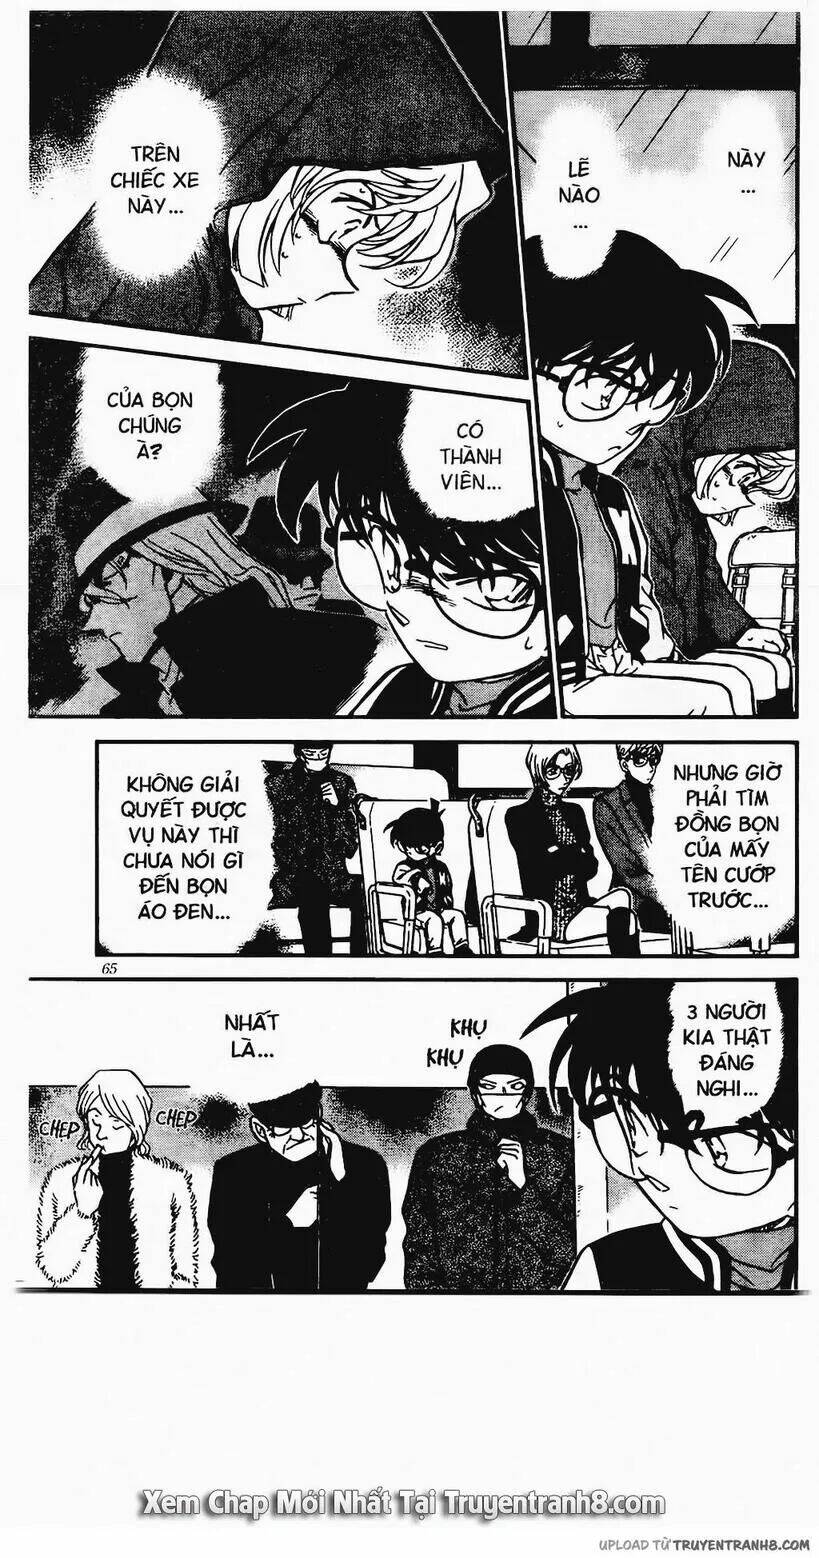 NÀY
...
LẼ
NÀO
...
TRÊN
CHIẾC XE
NÀY...
CÓ
THÀNH
VIÊN...
CỦA BỌN
CHÚNG
À?
NHƯNG GIỜ
PHẢI TÌM
ĐỒNG BỌN
CỦA MẤY
TÊN CƯỚP
TRƯỚC...
KHÔNG GIẢI
QUYẾT ĐƯỢC
VỤ NÀY THÌ
CHƯA NÓI GÌ
ĐẾN BỌN
ÁO ĐEN...
65
3 NGƯỜI
KIA THẬT
ĐÁNG
NGHI...
KHỤ
KHỤ
NHẤT
LÀ...
CHẸP
CHẸP
Xem Chap Mới Nhất Tại Truyentranh8.com
UPLOAD TỪ TRUYENTRANH8.COM